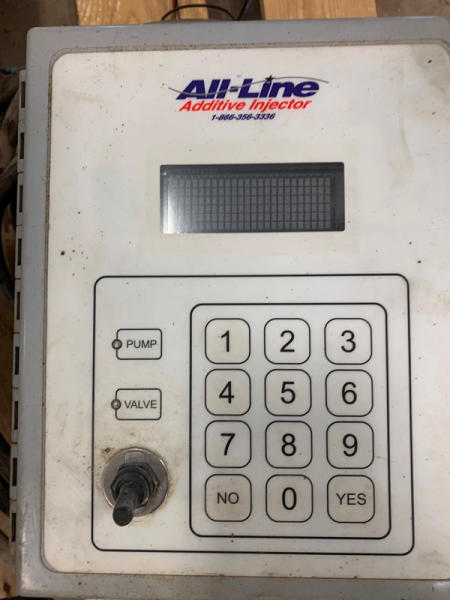 All-Line
Additive Injector
1-866-356-3336
PUMP
VALVE
1 2 3
4 5 6
7 8 9
NO 0 YES